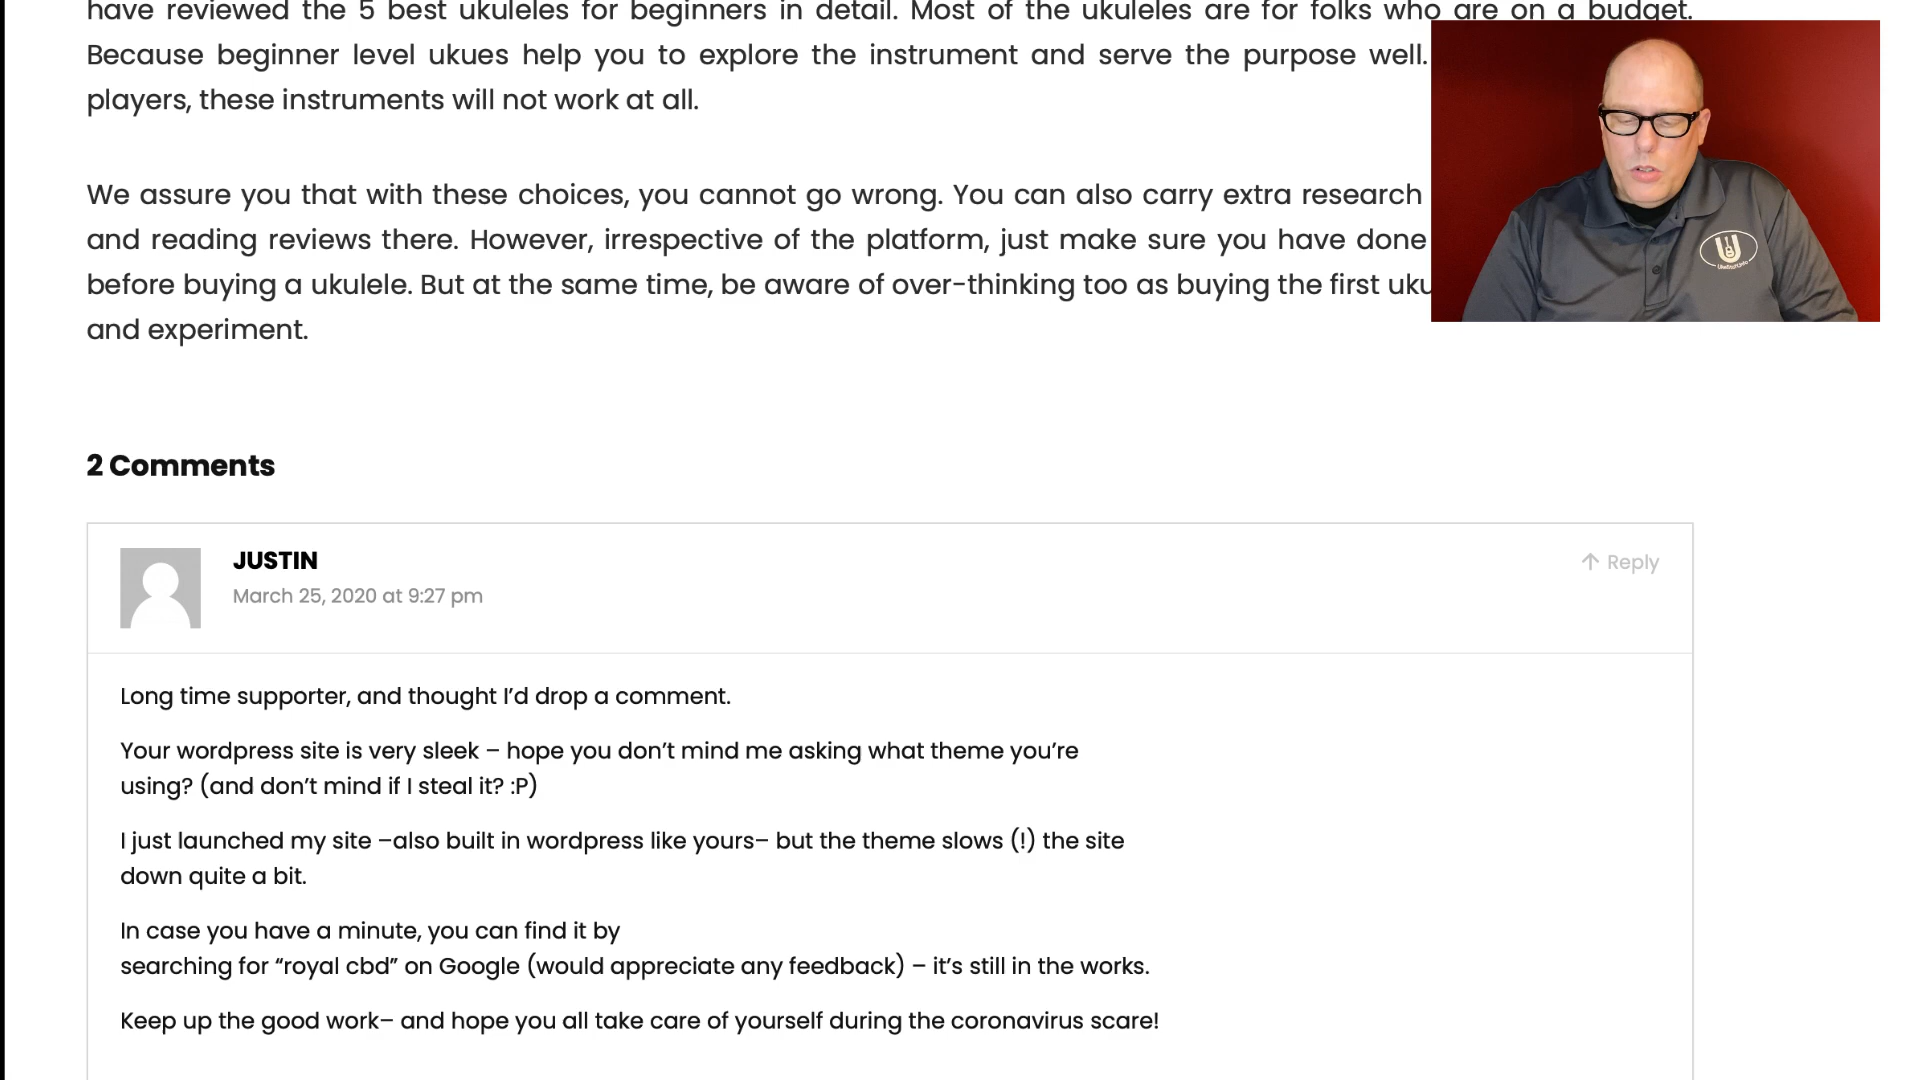 have reviewed the 5 best ukuleles for beginners in detail. Most of the ukuleles are for folks who are on a budget.
Because beginner level ukues help you to explore the instrument and serve the purpose well.
players, these instruments will not work at all.
We assure you that with these choices, you cannot go wrong. You can also carry extra research
and reading reviews there. However, irrespective of the platform, just make sure you have done
before buying a ukulele. But at the same time, be aware of over-thinking too as buying the first uku
and experiment.
2 Comments
JUSTIN
↑ Reply
March 25, 2020 at 9:27 pm
Long time supporter, and thought I’d drop a comment.
Your wordpress site is very sleek – hope you don’t mind me asking what theme you’re
using? (and don’t mind if I steal it? :P)
I just launched my site –also built in wordpress like yours– but the theme slows (!) the site
down quite a bit.
In case you have a minute, you can find it by
searching for “royal cbd” on Google (would appreciate any feedback) – it’s still in the works.
Keep up the good work– and hope you all take care of yourself during the coronavirus scare!